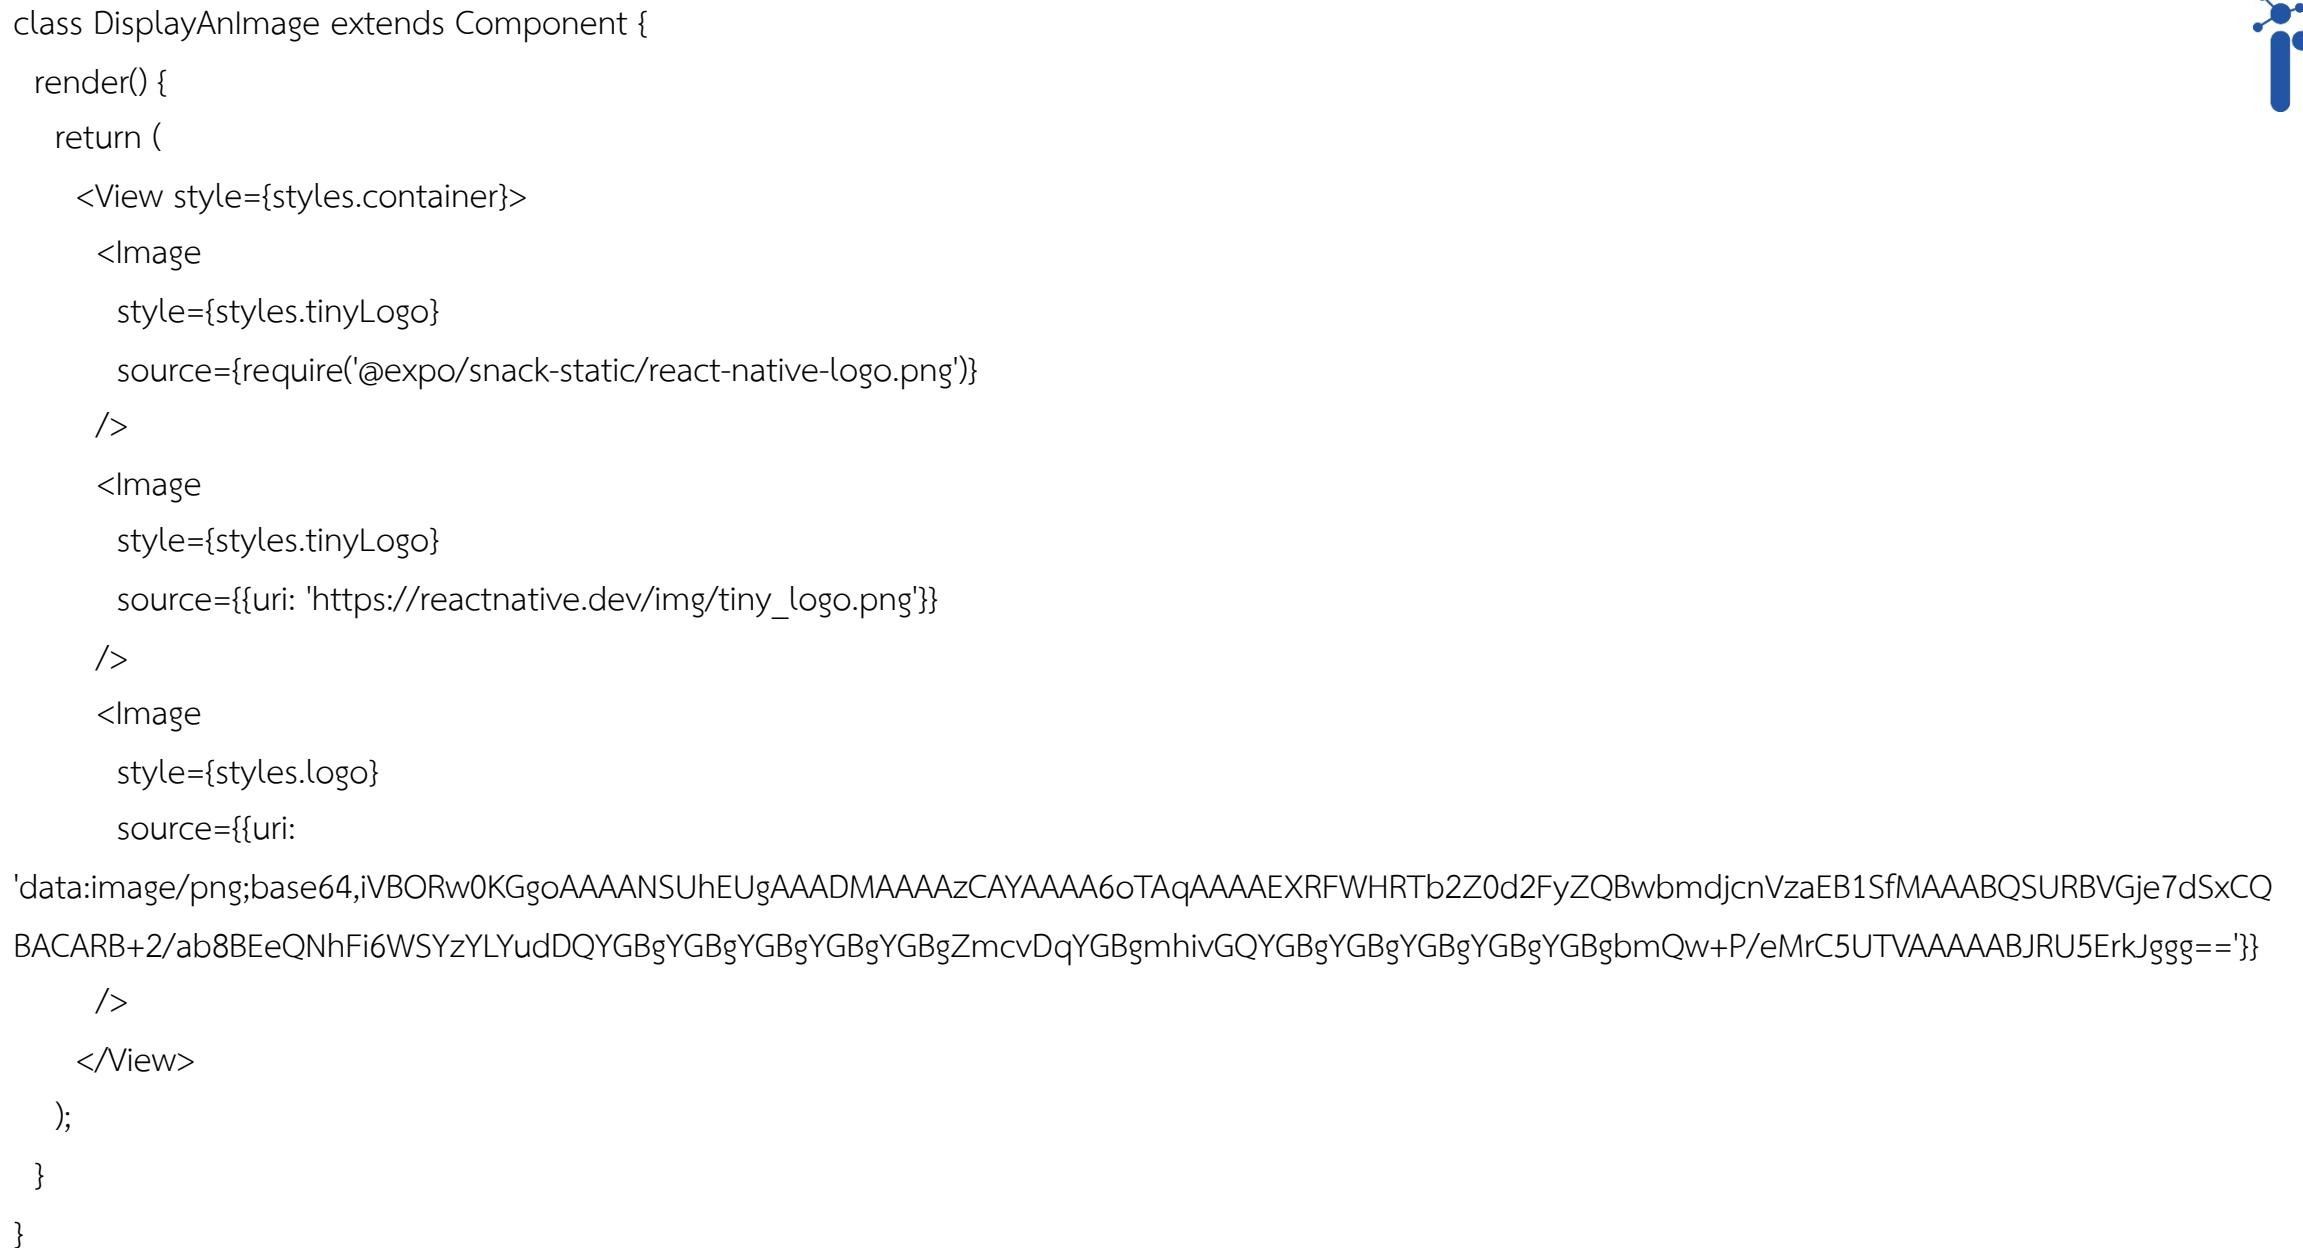 class DisplayAnImage extends Component {
render() {
return (
<View style={styles.container}>
<Image
style={styles.tinyLogo}
source={require('@expo/snack-static/react-native-logo.png')}
/>
<Image
style={styles.tinyLogo}
source={{uri: 'https://reactnative.dev/img/tiny_logo.png'}}
/>
<Image
style={styles.logo}
source={{uri:
'data:image/png;base64,iVBORw0KGgoAAAANSUhEUgAAADMAAAAzCAYAAAA6oTAqAAAAEXRFWHRTb2Z0d2FyZQBwbmdjcnVzaEB1SfMAAABQSURBVGje7dSxCQ
BACARB+2/ab8BEeQNhFi6WSYzYLYudDQYGBgYGBgYGBgYGBgYGBgZmcvDqYGBgmhivGQYGBgYGBgYGBgYGBgYGBgbmQw+P/eMrC5UTVAAAAABJRU5ErkJggg=='}}
/>
</View>
);
}
}